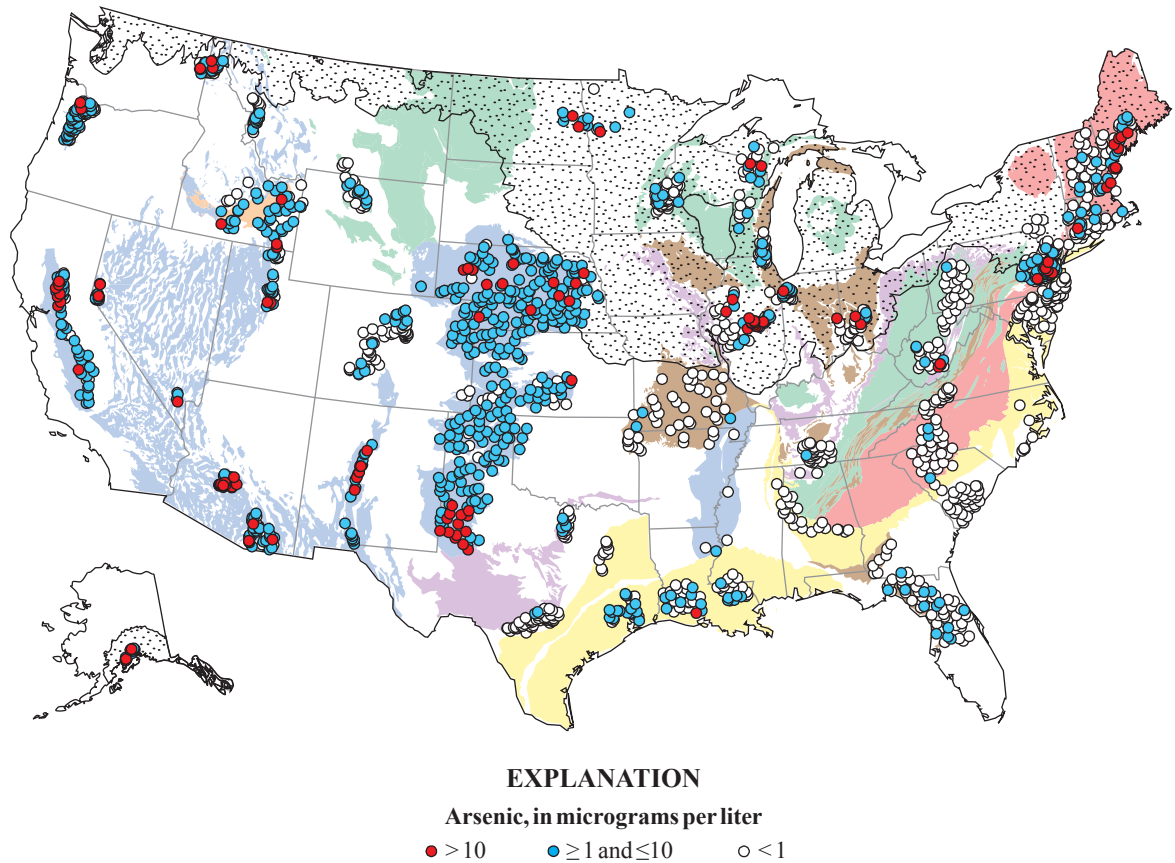 EXPLANATION
Arsenic, in micrograms per liter
> 10 ≥ 1 and ≤10 < 1